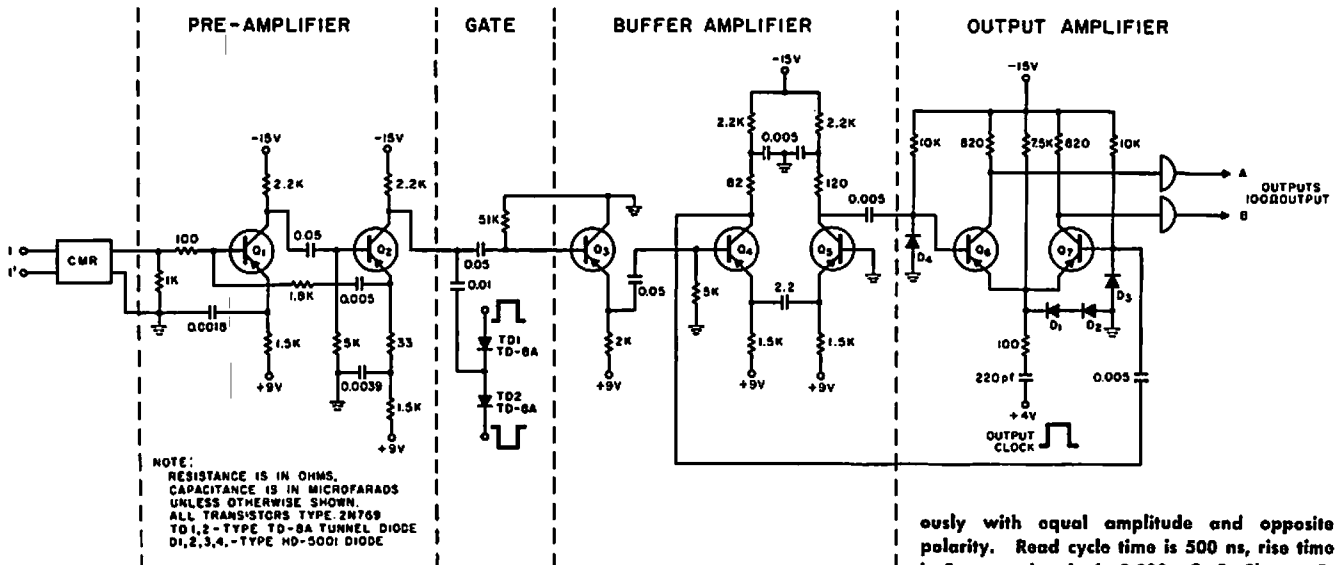 PRE-AMPLIFIER
GATE
BUFFER AMPLIFIER
OUTPUT AMPLIFIER
-15V
-15V
-15V
-15V
2.2K
2.2K
2.2K
0.005
2.2K
10K
820
7.5K
820
10K
82
120
0.005
A
OUTPUTS
100ΩOUTPUT
B
51K
I
I'
CMR
100
1K
Q1
0.05
Q2
1.8K
0.005
0.0018
1.5K
+9V
5K
33
0.0039
1.5K
+9V
0.05
0.01
TD1
TD-8A
TD2
TD-8A
Q3
0.05
2K
+9V
5K
Q4
Q5
2.2
1.5K
1.5K
+9V
+9V
D4
Q6
Q7
D3
D1
D2
100
220pf
0.005
+4V
OUTPUT
CLOCK
NOTE:
RESISTANCE IS IN OHMS,
CAPACITANCE IS IN MICROFARADS
UNLESS OTHERWISE SHOWN.
ALL TRANSISTORS TYPE 2N769
TD1,2-TYPE TD-8A TUNNEL DIODE
D1,2,3,4,-TYPE HD-5001 DIODE
ously with equal amplitude and opposite
polarity. Read cycle time is 500 ns, rise time